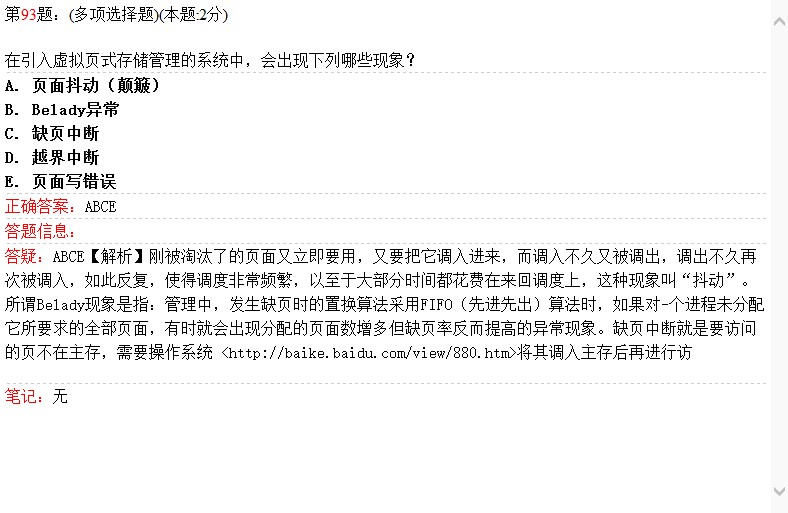 第93题：(多项选择题)(本题:2分)
在引入虚拟页式存储管理的系统中，会出现下列哪些现象？
A. 页面抖动（颠簸）
B. Belady异常
C. 缺页中断
D. 越界中断
E. 页面写错误
正确答案：ABCE
答题信息：
答疑：ABCE【解析】刚被淘汰了的页面又立即要用，又要把它调入进来，而调入不久又被调出，调出不久再
次被调入，如此反复，使得调度非常频繁，以至于大部分时间都花费在来回调度上，这种现象叫“抖动”。
所谓Belady现象是指：管理中，发生缺页时的置换算法采用FIFO（先进先出）算法时，如果对-个进程未分配
它所要求的全部页面，有时就会出现分配的页面数增多但缺页率反而提高的异常现象。缺页中断就是要访问
的页不在主存，需要操作系统 <http://baike.baidu.com/view/880.htm>将其调入主存后再进行访
笔记：无